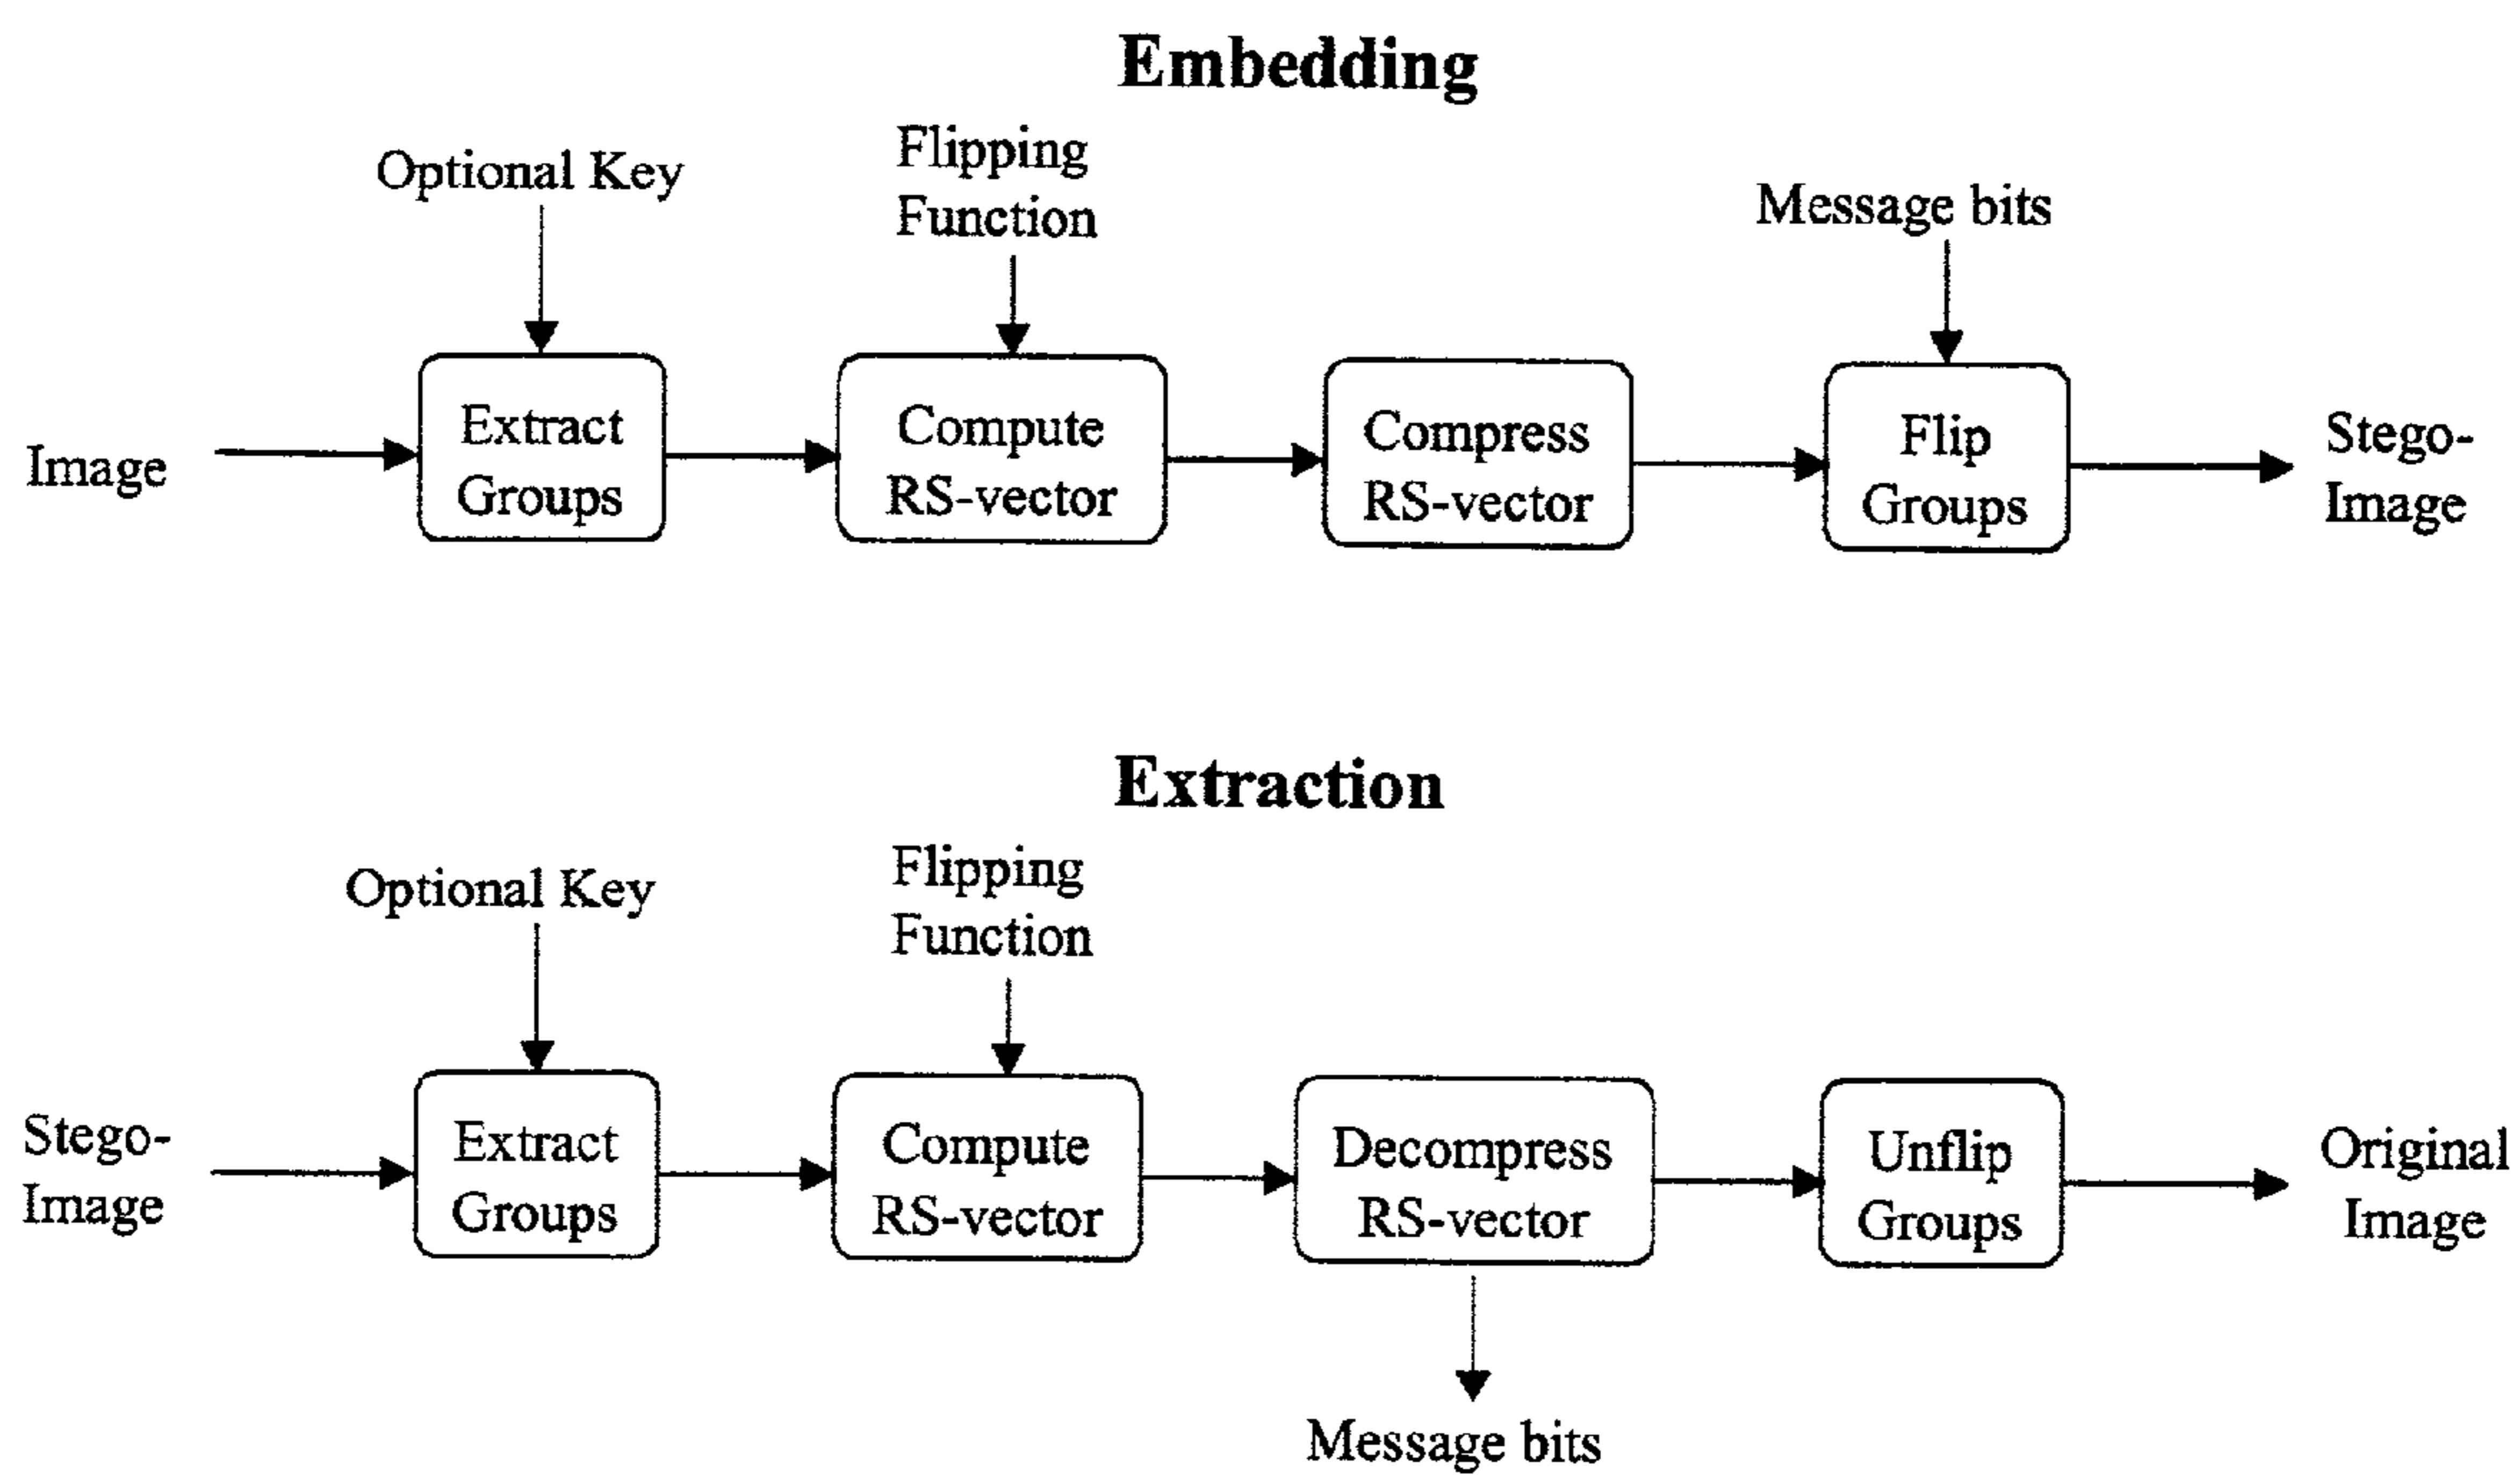 Embedding
Optional Key
Flipping
Function
Message bits
Image
Extract
Groups
Compute
RS-vector
Compress
RS-vector
Flip
Groups
Stego-
Image
Extraction
Optional Key
Flipping
Function
Stego-
Image
Extract
Groups
Compute
RS-vector
Decompress
RS-vector
Unflip
Groups
Original
Image
Message bits